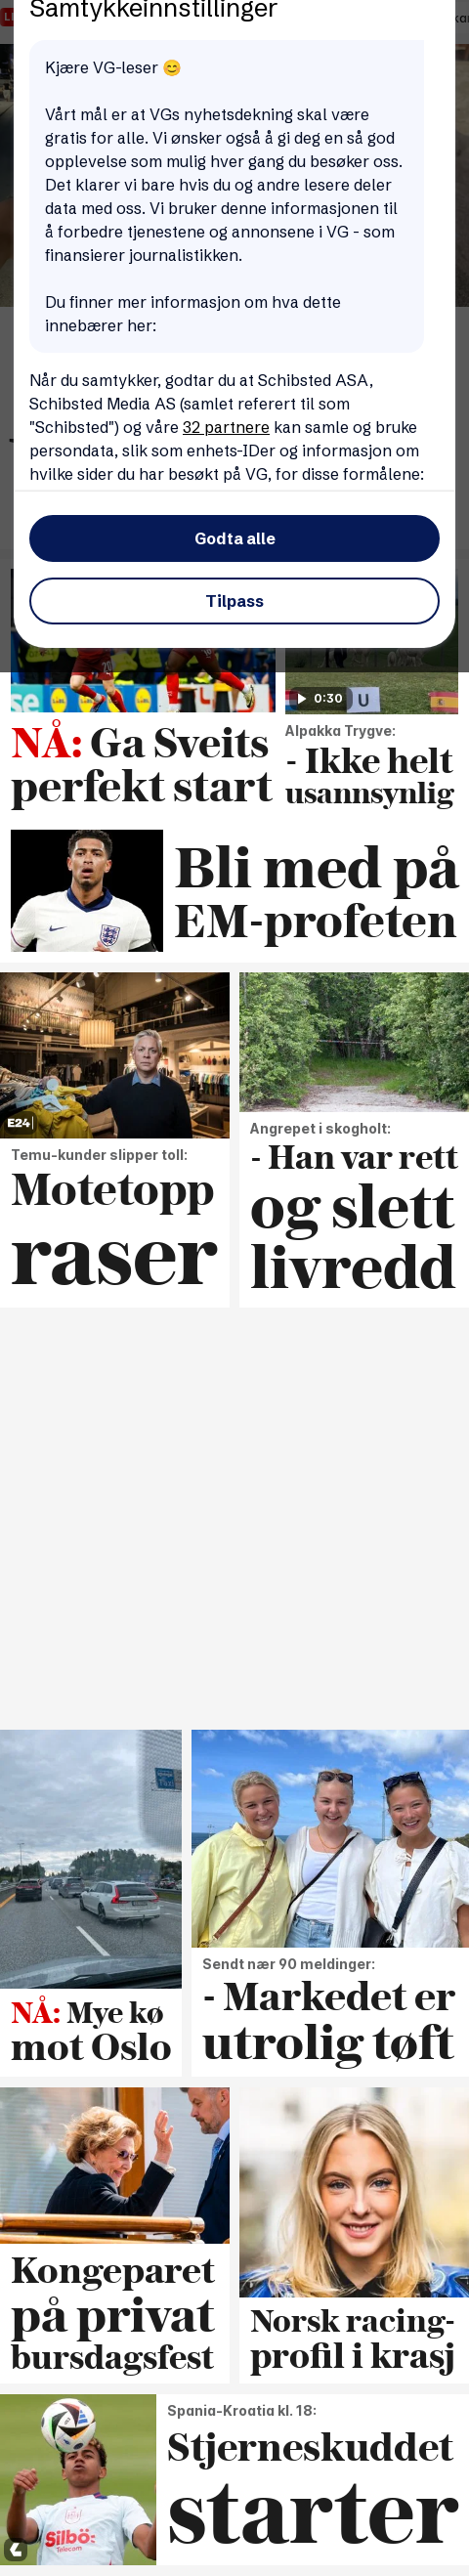 Samtykkeinnstillinger
Kjære VG-leser 😊
Vårt mål er at VGs nyhetsdekning skal være
gratis for alle. Vi ønsker også å gi deg en så god
opplevelse som mulig hver gang du besøker oss.
Det klarer vi bare hvis du og andre lesere deler
data med oss. Vi bruker denne informasjonen til
å forbedre tjenestene og annonsene i VG - som
finansierer journalistikken.
Du finner mer informasjon om hva dette
innebærer her:
Når du samtykker, godtar du at Schibsted ASA,
Schibsted Media AS (samlet referert til som
"Schibsted") og våre 32 partnere kan samle og bruke
persondata, slik som enhets-IDer og informasjon om
hvilke sider du har besøkt på VG, for disse formålene:
Godta alle
Tilpass
0:30
NÅ: Ga Sveits
perfekt start
Alpakka Trygve:
- Ikke helt
usannsynlig
Bli med på
EM-profeten
E24
Temu-kunder slipper toll:
Motetopp
raser
Angrepet i skogholt:
- Han var rett
og slett
livredd
NÅ: Mye kø
mot Oslo
Sendt nær 90 meldinger:
- Markedet er
utrolig tøft
Kongeparet
på privat
bursdagsfest
Norsk racing-
profil i krasj
Silbö:
Telecom
Spania-Kroatia kl. 18:
Stjerneskuddet
starter